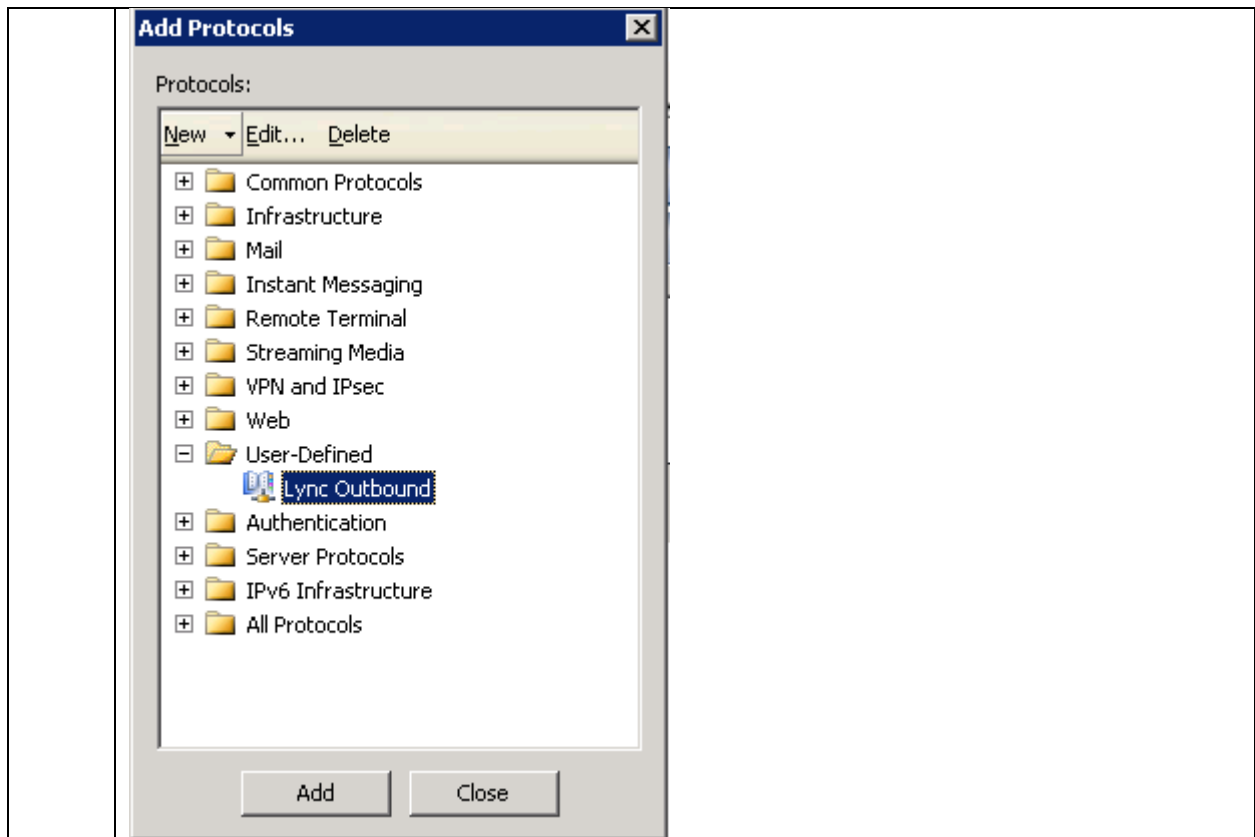 Add Protocols
Protocols:
New Edit... Delete
Common Protocols
Infrastructure
Mail
Instant Messaging
Remote Terminal
Streaming Media
VPN and IPsec
Web
User-Defined
Lync Outbound
Authentication
Server Protocols
IPv6 Infrastructure
All Protocols
Add Close